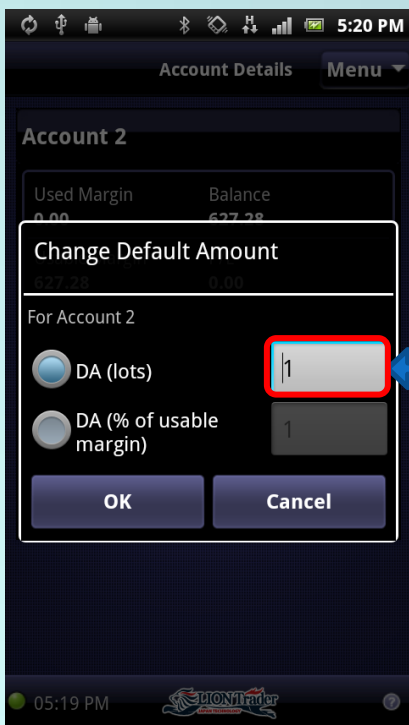 5:20 PM
Account Details Menu
Account 2
Used Margin Balance
0.00 627.28
Change Default Amount
627.28 0.00
For Account 2
DA (lots) 1
DA (% of usable
margin) 1
OK Cancel
05:19 PM LIONTrader ?